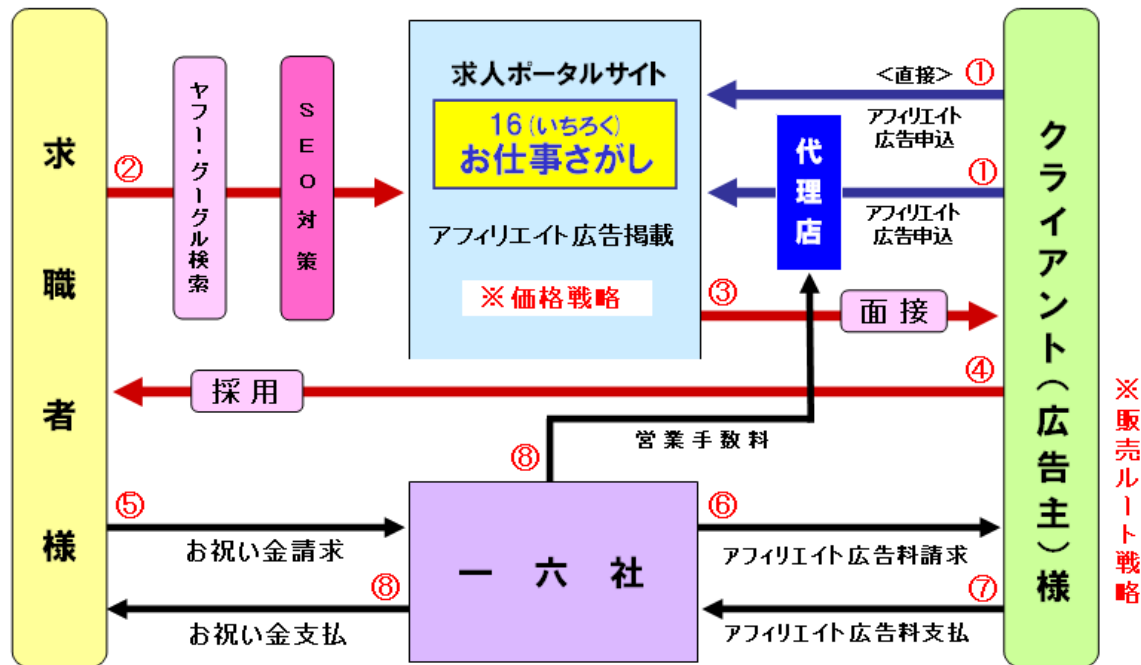 求職者様
②
ヤフー・グーグル検索
SEO対策
求人ポータルサイト
16(いちろく)
お仕事さがし
アフィリエイト広告掲載
※価格戦略
<直接>
①
アフィリエイト
広告申込
代理店
①
アフィリエイト
広告申込
③
面接
クライアント(広告主)様
※販売ルート戦略
採用
④
営業手数料
⑧
⑤
お祝い金請求
一六社
⑥
アフィリエイト広告料請求
⑧
お祝い金支払
⑦
アフィリエイト広告料支払